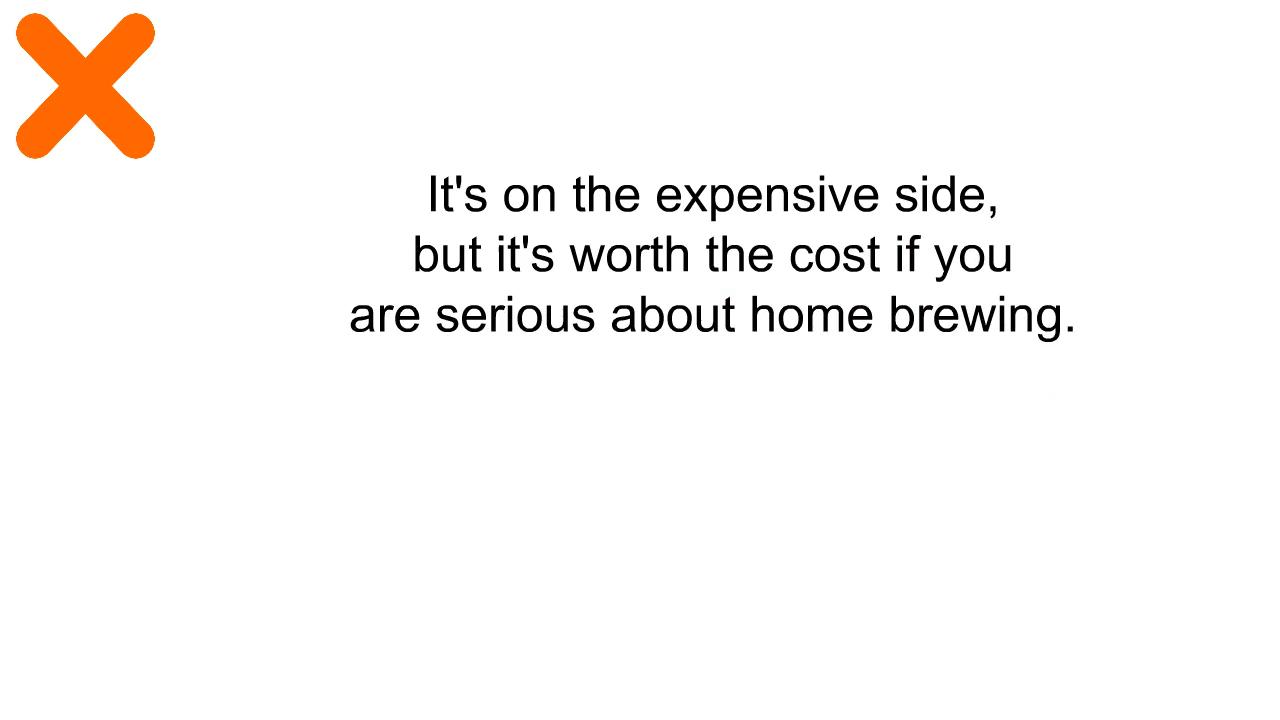 It's on the expensive side,
but it's worth the cost if you
are serious about home brewing.